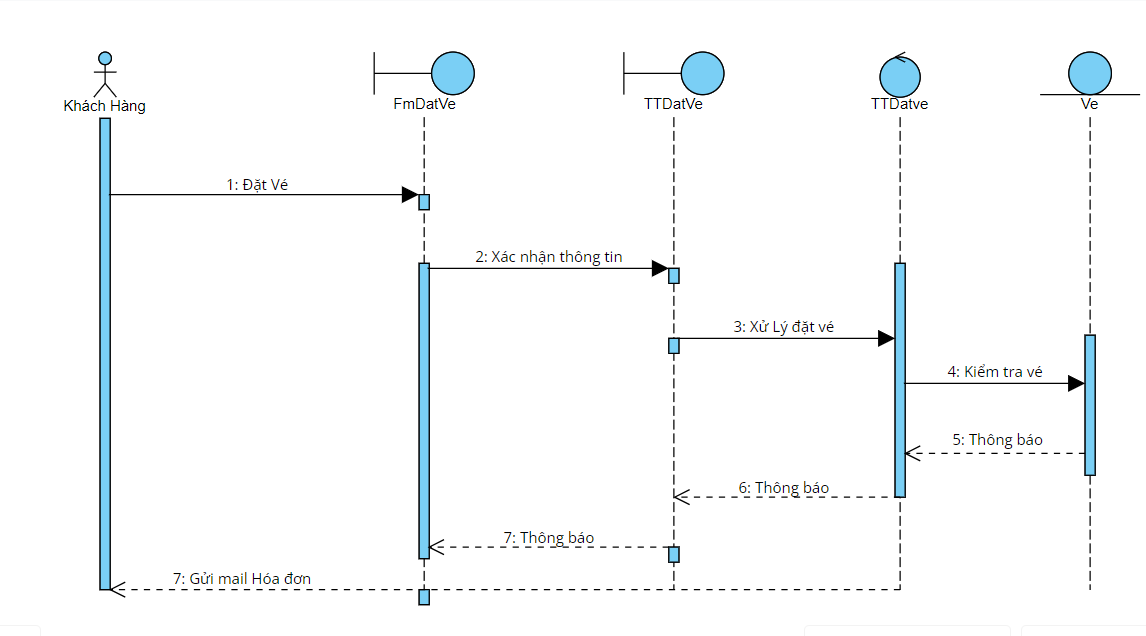 Khách Hàng
FmDatVe
TTDatVe
TTDatve
Ve
1: Đặt Vé
2: Xác nhận thông tin
3: Xử Lý đặt vé
4: Kiểm tra vé
5: Thông báo
6: Thông báo
7: Thông báo
7: Gửi mail Hóa đơn